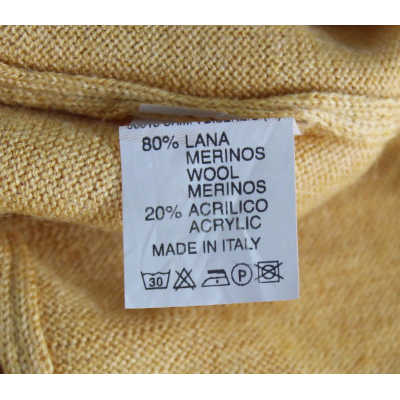 80% LANA
MERINOS
WOOL
MERINOS
20% ACRILICO
ACRYLIC
MADE IN ITALY
30 P